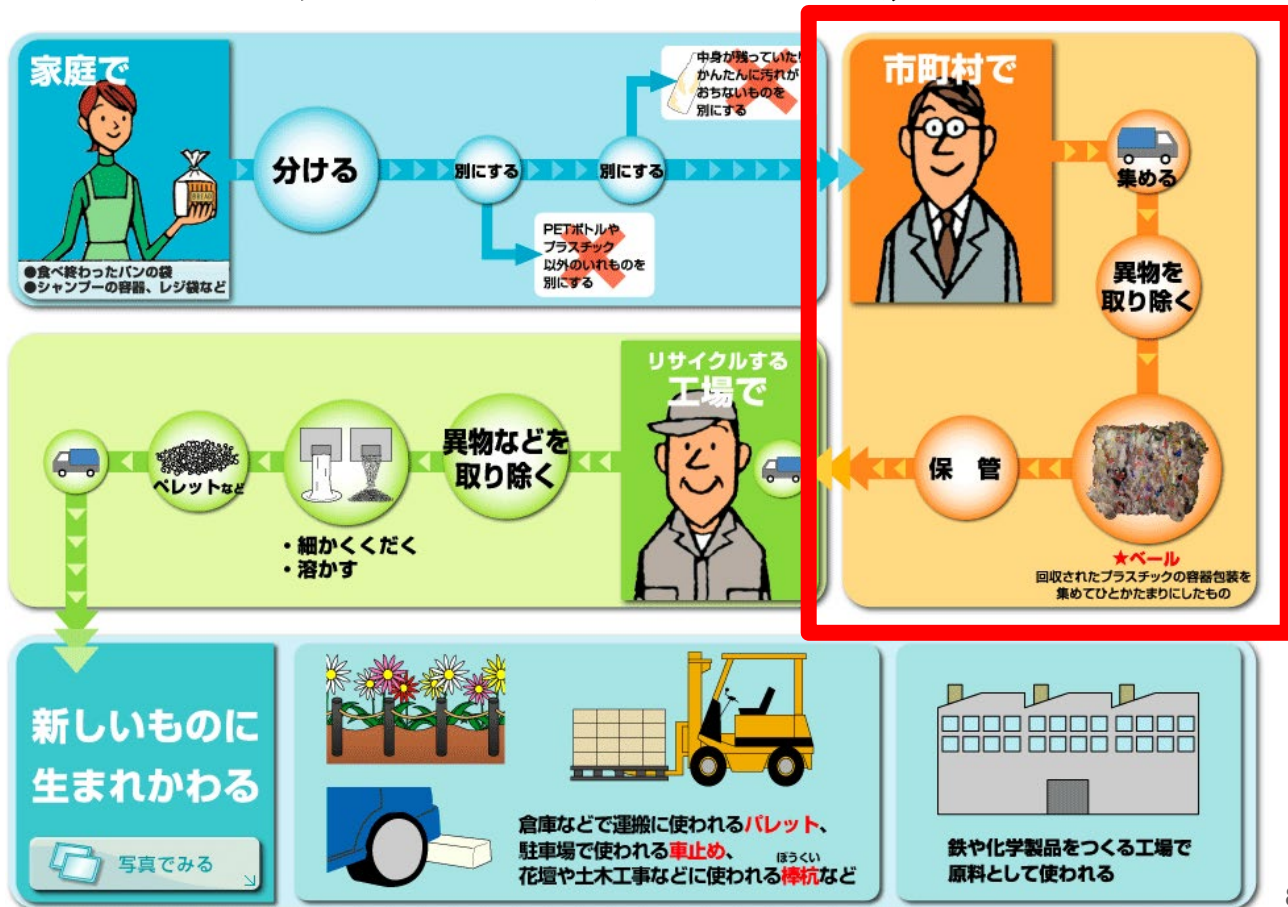 家庭で
●食べ終わったパンの袋
●シャンプーの容器、レジ袋など
BREAD
分ける
別にする
PETボトルや
プラスチック
以外のいれものを
別にする
別にする
中身が残っていたり
かんたんに汚れが
おちないものを
別にする
市町村で
集める
異物を
取り除く
★ベール
回収されたプラスチックの容器包装を
集めてひとかたまりにしたもの
保 管
リサイクルする
工場で
異物などを
取り除く
・細かくくだく
・溶かす
ペレットなど
新しいものに
生まれかわる
写真でみる
倉庫などで運搬に使われるパレット、
駐車場で使われる車止め、
ぼうくい
花壇や土木工事などに使われる棒杭など
鉄や化学製品をつくる工場で
原料として使われる